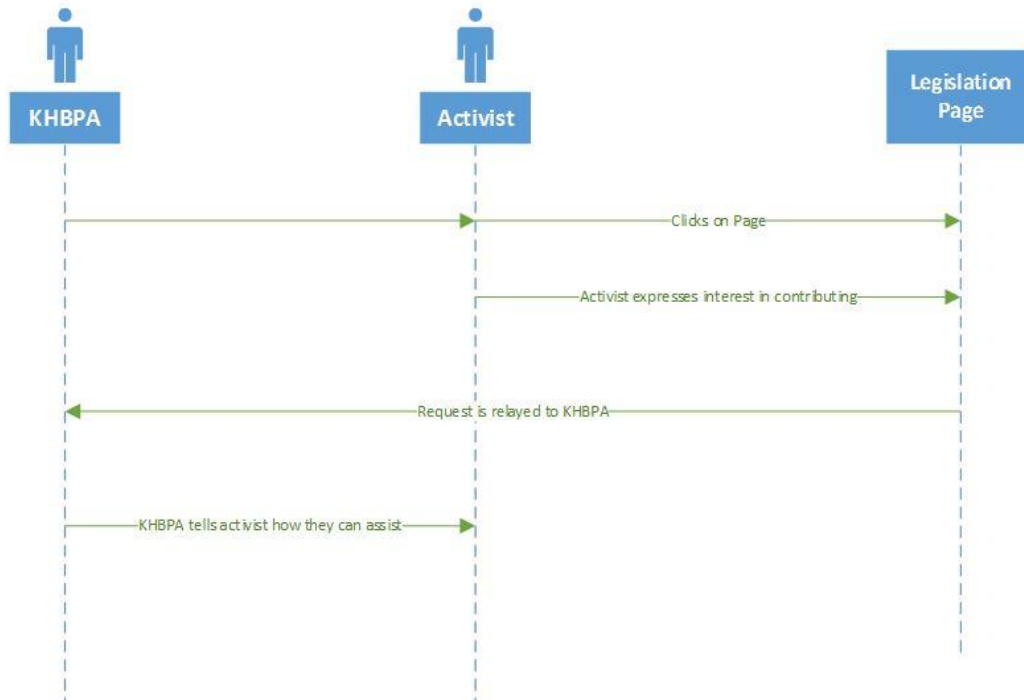 KHBPA
Activist
Legislation
Page
Clicks on Page
Activist expresses interest in contributing
Request is relayed to KHBPA
KHBPA tells activist how they can assist